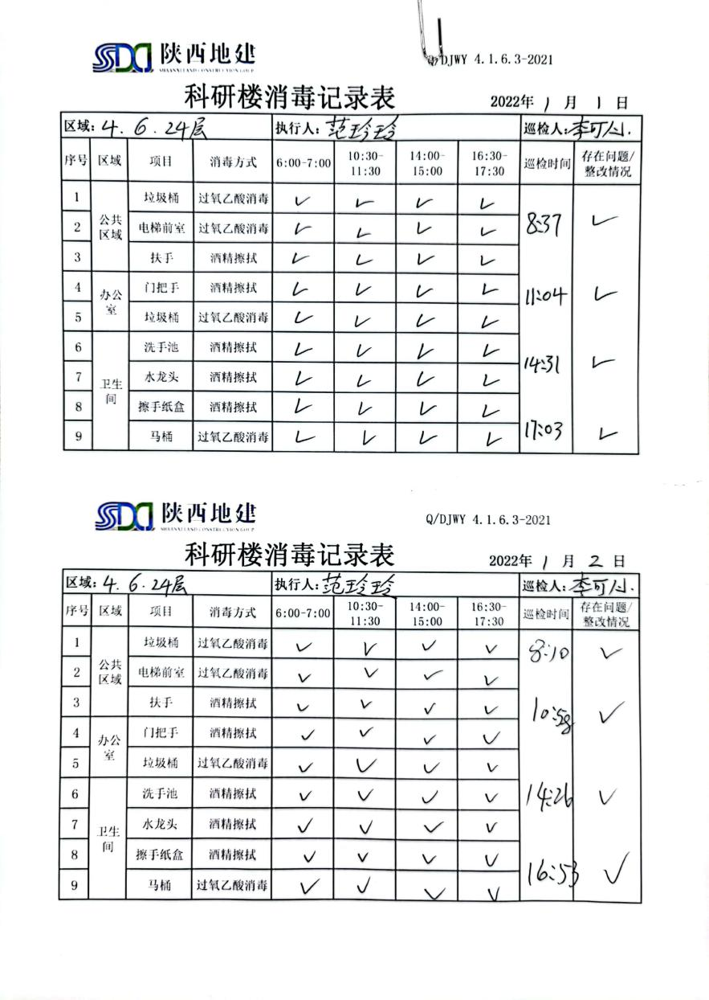 SDCJ 陕西地建
SHAANXI LAND CONSTRUCTION GROUP
Q/DJWY 4.1.6.3-2021
科研楼消毒记录表
2022年 1 月 1 日
区域: 4. 6. 24层 执行人: 范玲玲 巡检人:
序号 区域 项目 消毒方式 6:00-7:00 10:30-11:30 14:00-15:00 16:30-17:30 巡检时间 存在问题/整改情况
1 公共区域 垃圾桶 过氧乙酸消毒 ✓ ✓ ✓ ✓ 8:37 ✓
2 电梯前室 过氧乙酸消毒 ✓ ✓ ✓ ✓
3 扶手 酒精擦拭 ✓ ✓ ✓ ✓
4 办公室 门把手 酒精擦拭 ✓ ✓ ✓ ✓ 11:04 ✓
5 垃圾桶 过氧乙酸消毒 ✓ ✓ ✓ ✓
6 卫生间 洗手池 酒精擦拭 ✓ ✓ ✓ ✓ 14:31 ✓
7 水龙头 酒精擦拭 ✓ ✓ ✓ ✓
8 擦手纸盒 酒精擦拭 ✓ ✓ ✓ ✓
9 马桶 过氧乙酸消毒 ✓ ✓ ✓ ✓ 17:03 ✓
SDCJ 陕西地建
SHAANXI LAND CONSTRUCTION GROUP
Q/DJWY 4.1.6.3-2021
科研楼消毒记录表
2022年 1 月 2 日
区域: 4. 6. 24层 执行人: 范玲玲 巡检人:
序号 区域 项目 消毒方式 6:00-7:00 10:30-11:30 14:00-15:00 16:30-17:30 巡检时间 存在问题/整改情况
1 公共区域 垃圾桶 过氧乙酸消毒 ✓ ✓ ✓ ✓ 8:10 ✓
2 电梯前室 过氧乙酸消毒 ✓ ✓ ✓ ✓
3 扶手 酒精擦拭 ✓ ✓ ✓ ✓ 10:58 ✓
4 办公室 门把手 酒精擦拭 ✓ ✓ ✓ ✓
5 垃圾桶 过氧乙酸消毒 ✓ ✓ ✓ ✓
6 卫生间 洗手池 酒精擦拭 ✓ ✓ ✓ ✓ 14:26 ✓
7 水龙头 酒精擦拭 ✓ ✓ ✓ ✓
8 擦手纸盒 酒精擦拭 ✓ ✓ ✓ ✓
9 马桶 过氧乙酸消毒 ✓ ✓ ✓ ✓ 16:53 ✓